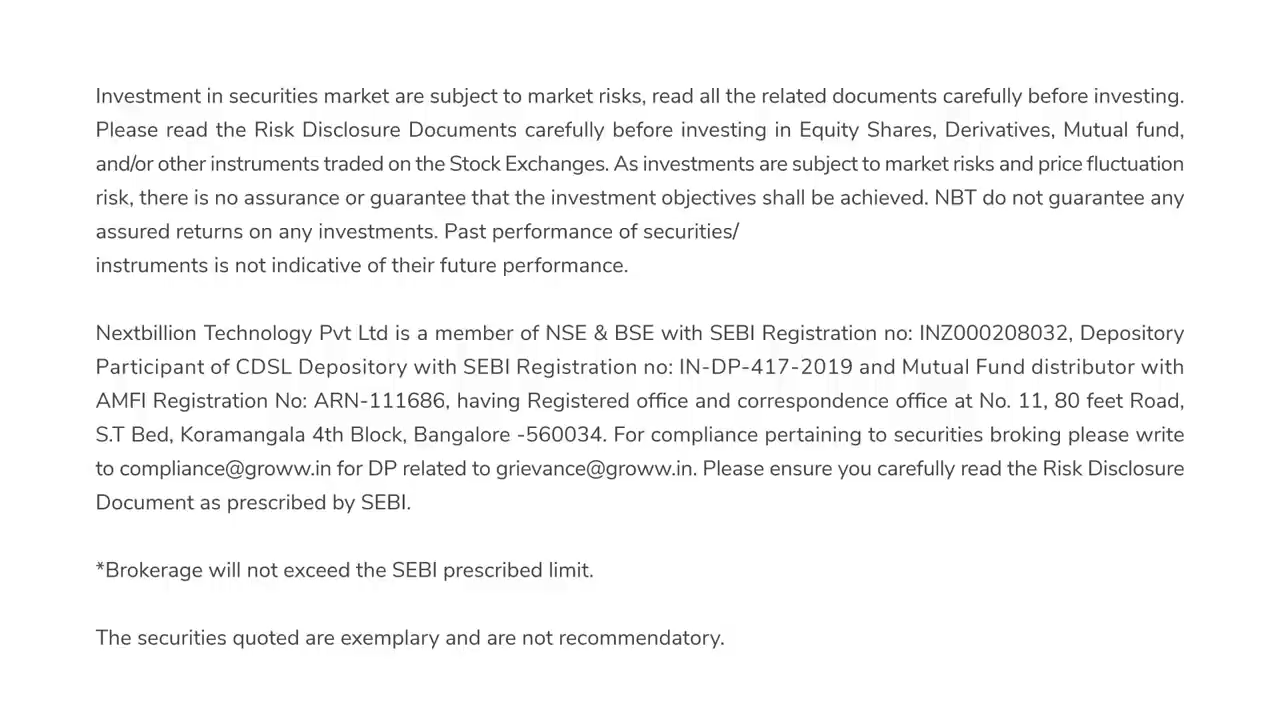 Investment in securities market are subject to market risks, read all the related documents carefully before investing.
Please read the Risk Disclosure Documents carefully before investing in Equity Shares, Derivatives, Mutual fund,
and/or other instruments traded on the Stock Exchanges. As investments are subject to market risks and price fluctuation
risk, there is no assurance or guarantee that the investment objectives shall be achieved. NBT do not guarantee any
assured returns on any investments. Past performance of securities/
instruments is not indicative of their future performance.
Nextbillion Technology Pvt Ltd is a member of NSE & BSE with SEBI Registration no: INZ000208032, Depository
Participant of CDSL Depository with SEBI Registration no: IN-DP-417-2019 and Mutual Fund distributor with
AMFI Registration No: ARN-111686, having Registered office and correspondence office at No. 11, 80 feet Road,
S.T Bed, Koramangala 4th Block, Bangalore -560034. For compliance pertaining to securities broking please write
to compliance@groww.in for DP related to grievance@groww.in. Please ensure you carefully read the Risk Disclosure
Document as prescribed by SEBI.
*Brokerage will not exceed the SEBI prescribed limit.
The securities quoted are exemplary and are not recommendatory.